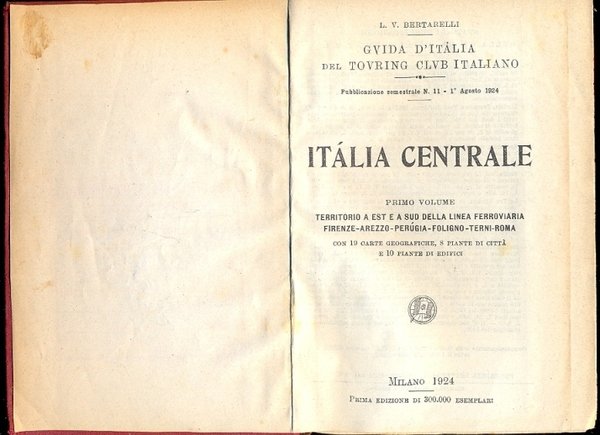 L. V. BERTARELLI
GVIDA D'ITÁLIA
DEL TOVRING CLVB ITALIANO
Pubblicazione semestrale N. 11 - 1° Agosto 1924
ITÁLIA CENTRALE
PRIMO VOLUME
TERRITORIO A EST E A SUD DELLA LINEA FERROVIARIA
FIRENZE-AREZZO-PERÚGIA-FOLIGNO-TERNI-ROMA
CON 19 CARTE GEOGRAFICHE, 8 PIANTE DI CITTÀ
E 10 PIANTE DI EDIFICI
MILANO 1924
PRIMA EDIZIONE DI 300.000 ESEMPLARI